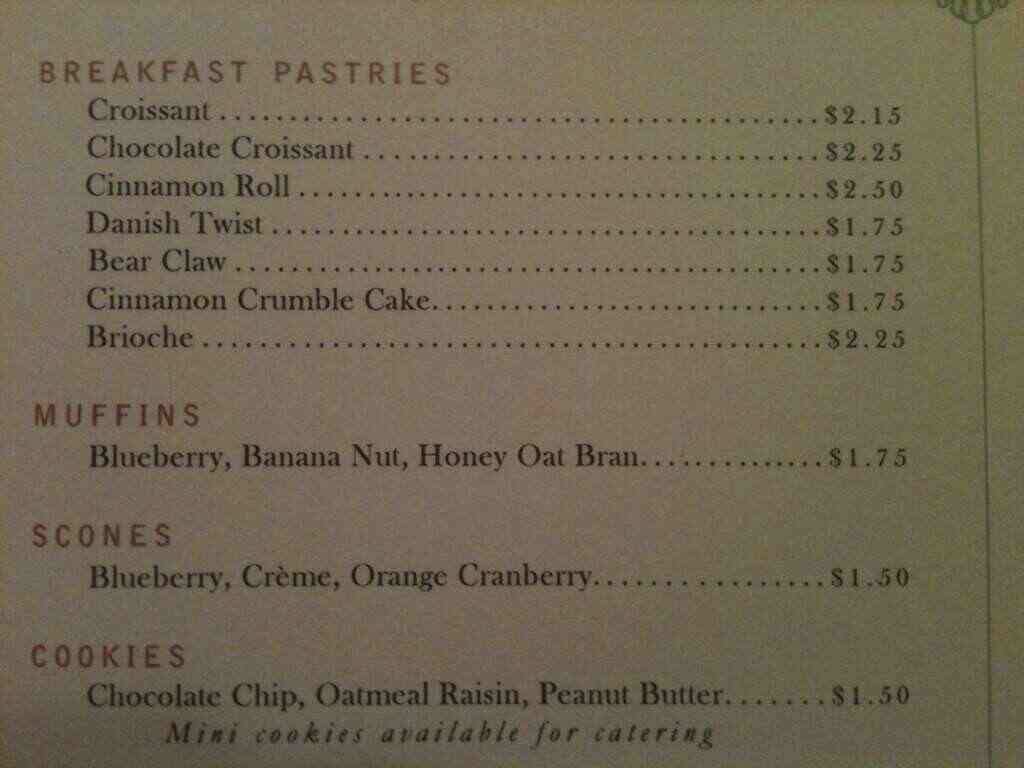 BREAKFAST PASTRIES
Croissant ............................................ $2.15
Chocolate Croissant ................................. $2.25
Cinnamon Roll ...................................... $2.50
Danish Twist ........................................ $1.75
Bear Claw ........................................... $1.75
Cinnamon Crumble Cake............................ $1.75
Brioche ............................................. $2.25
MUFFINS
Blueberry, Banana Nut, Honey Oat Bran............. $1.75
SCONES
Blueberry, Crème, Orange Cranberry................. $1.50
COOKIES
Chocolate Chip, Oatmeal Raisin, Peanut Butter....... $1.50
Mini cookies available for catering